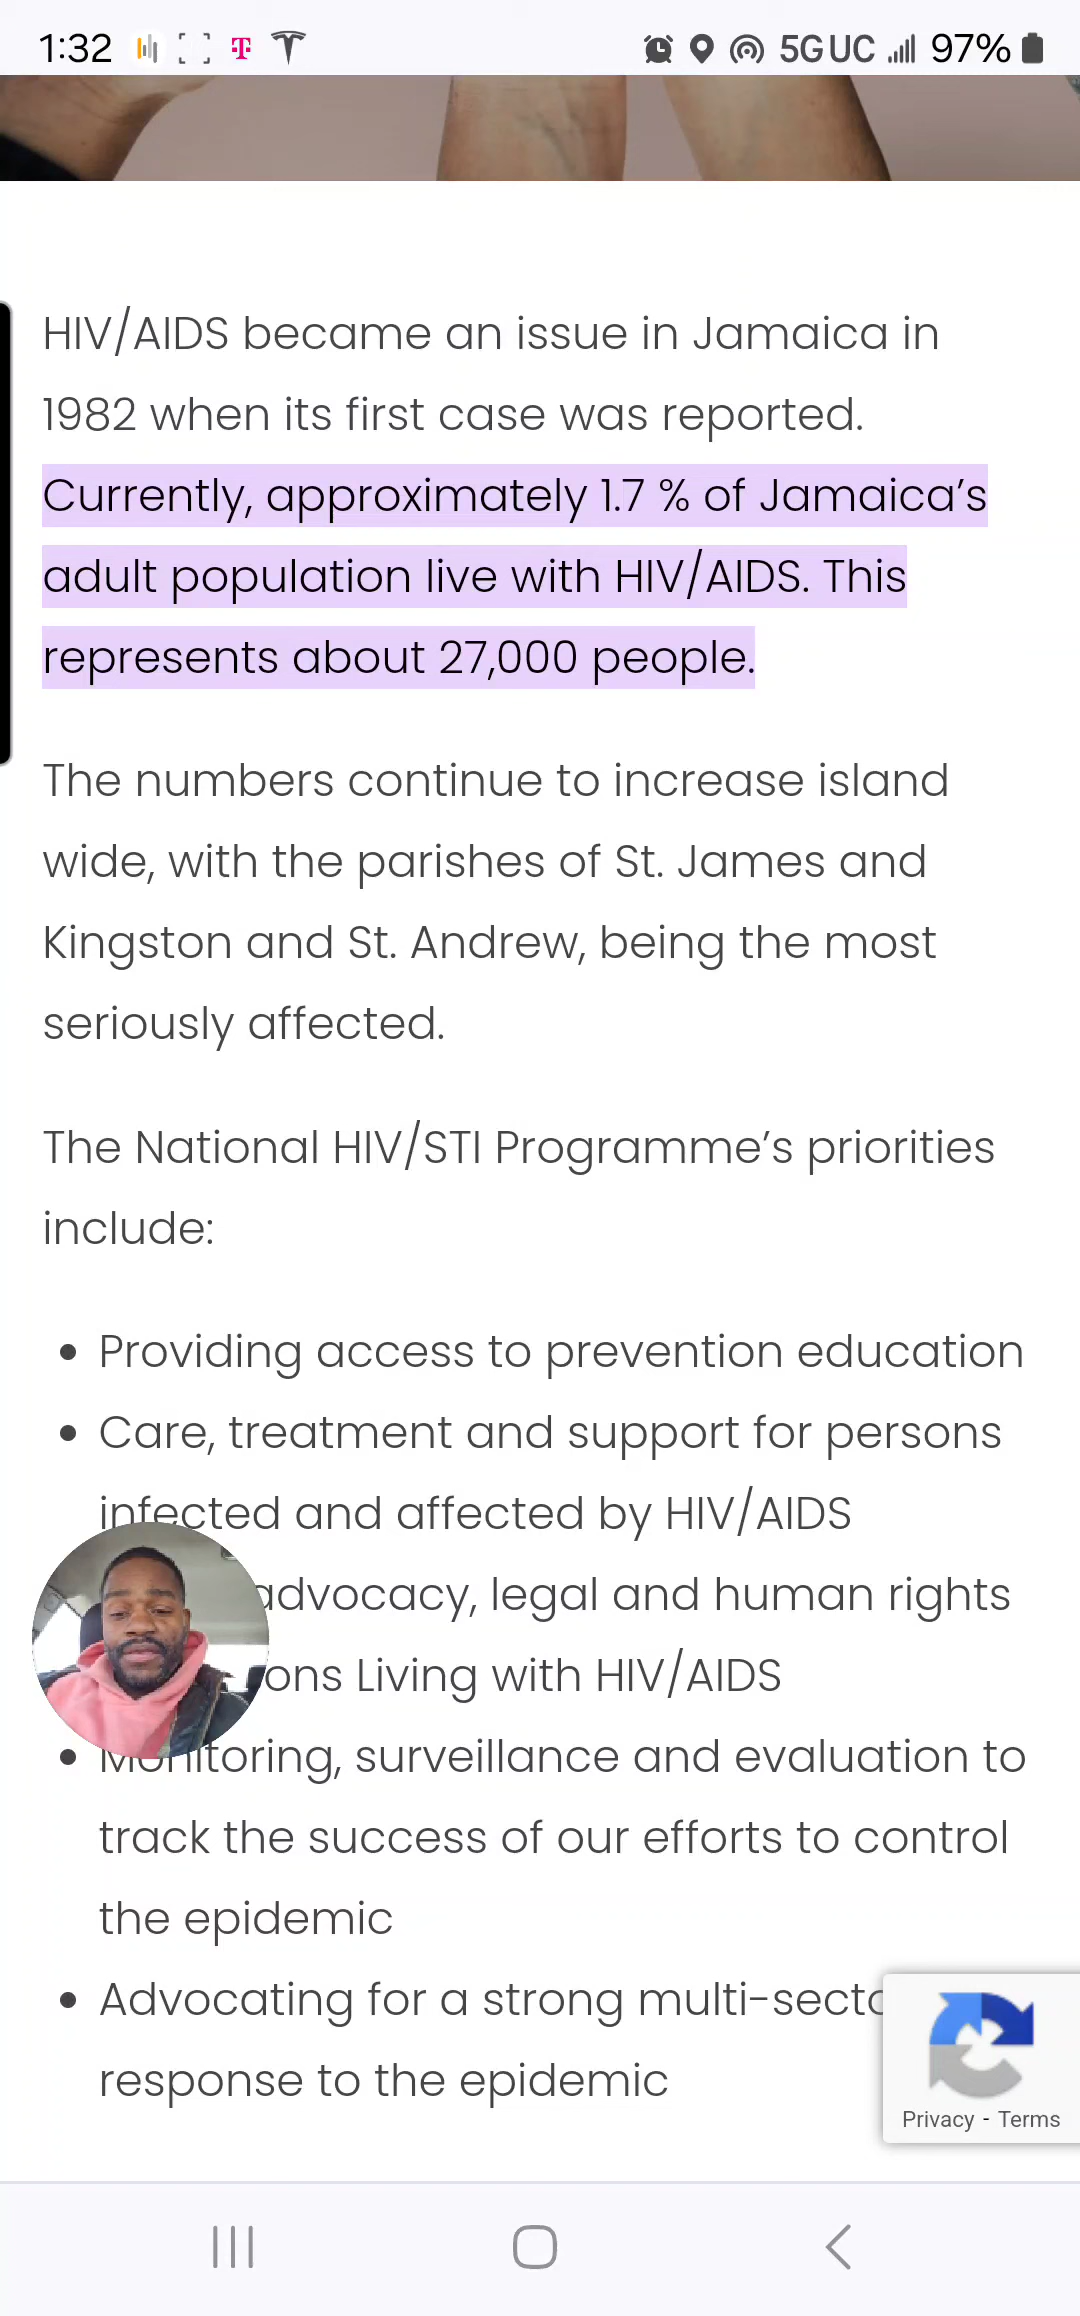 1:32 5G UC 97%
HIV/AIDS became an issue in Jamaica in
1982 when its first case was reported.
Currently, approximately 1.7 % of Jamaica's
adult population live with HIV/AIDS. This
represents about 27,000 people.
The numbers continue to increase island
wide, with the parishes of St. James and
Kingston and St. Andrew, being the most
seriously affected.
The National HIV/STI Programme's priorities
include:
• Providing access to prevention education
• Care, treatment and support for persons
infected and affected by HIV/AIDS
advocacy, legal and human rights
Living with HIV/AIDS
• Monitoring, surveillance and evaluation to
track the success of our efforts to control
the epidemic
• Advocating for a strong
response to the epidemic
Privacy - Terms